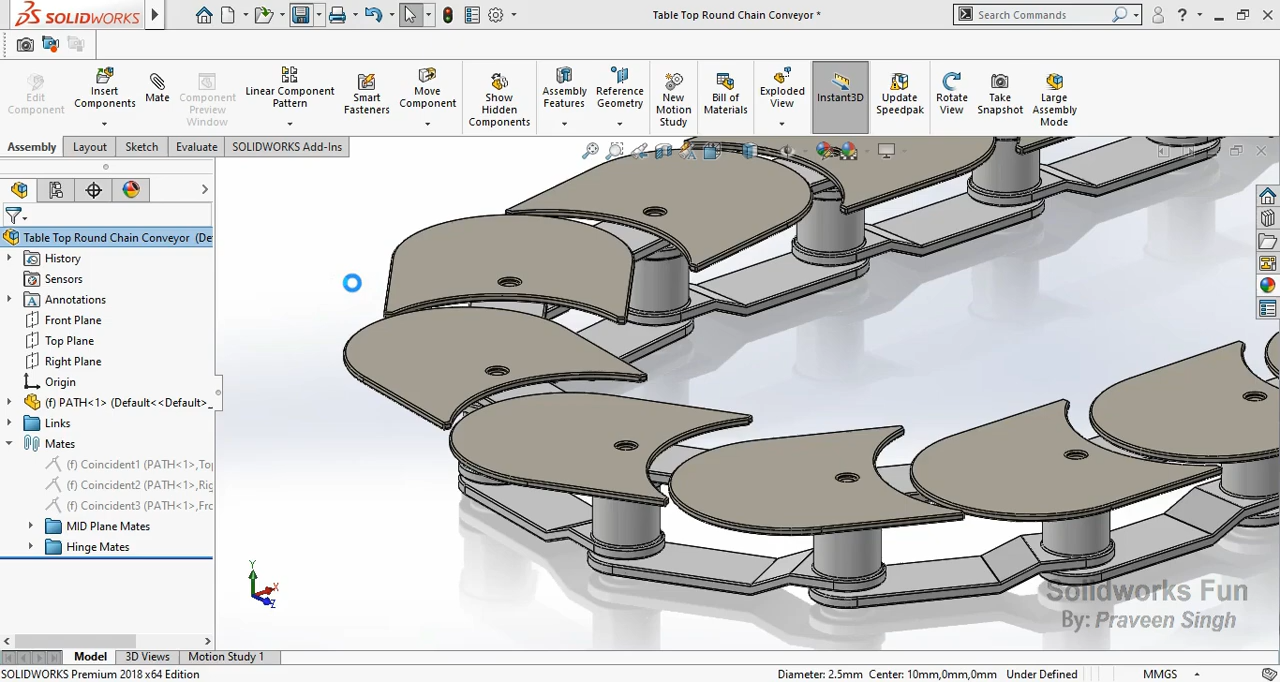 SOLIDWORKS
Table Top Round Chain Conveyor *
Search Commands
Edit Component
Insert Components
Mate
Component Preview Window
Linear Component Pattern
Smart Fasteners
Move Component
Show Hidden Components
Assembly Features
Reference Geometry
New Motion Study
Bill of Materials
Exploded View
Instant3D
Update Speedpak
Rotate View
Take Snapshot
Large Assembly Mode
Assembly
Layout
Sketch
Evaluate
SOLIDWORKS Add-Ins
Table Top Round Chain Conveyor (De
History
Sensors
Annotations
Front Plane
Top Plane
Right Plane
Origin
(f) PATH<1> (Default<<Default>_
Links
Mates
(f) Coincident1 (PATH<1>,To
(f) Coincident2 (PATH<1>,Rig
(f) Coincident3 (PATH<1>,Fro
MID Plane Mates
Hinge Mates
Y
X
Z
Solidworks Fun
By: Praveen Singh
Model
3D Views
Motion Study 1
SOLIDWORKS Premium 2018 x64 Edition
Diameter: 2.5mm Center: 10mm,0mm,0mm
Under Defined
MMGS